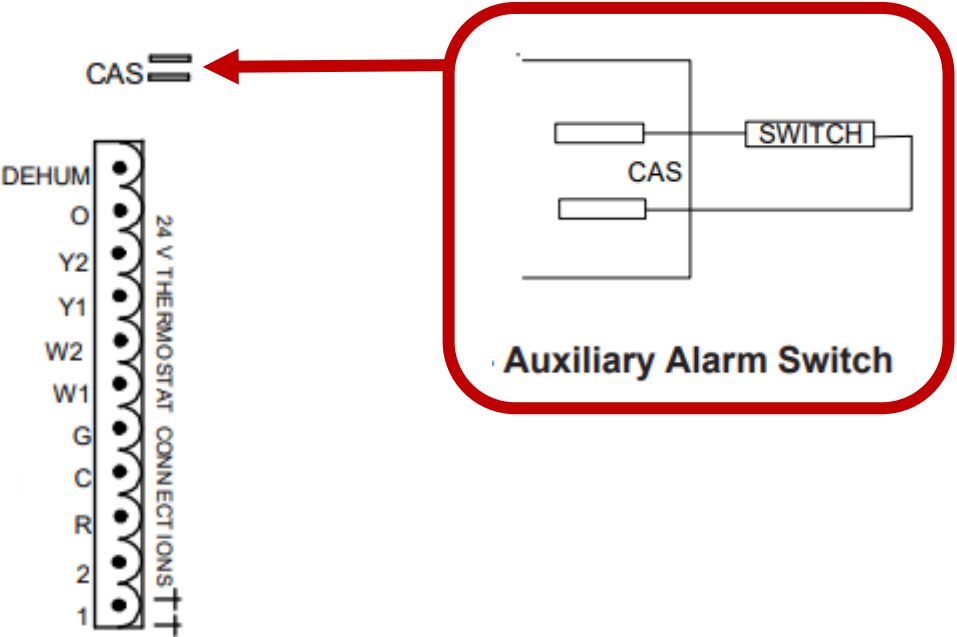 CAS
DEHUM
O
Y2
Y1
W2
W1
G
C
R
2
1
24 V THERMOSTAT CONNECTIONS
SWITCH
CAS
Auxiliary Alarm Switch